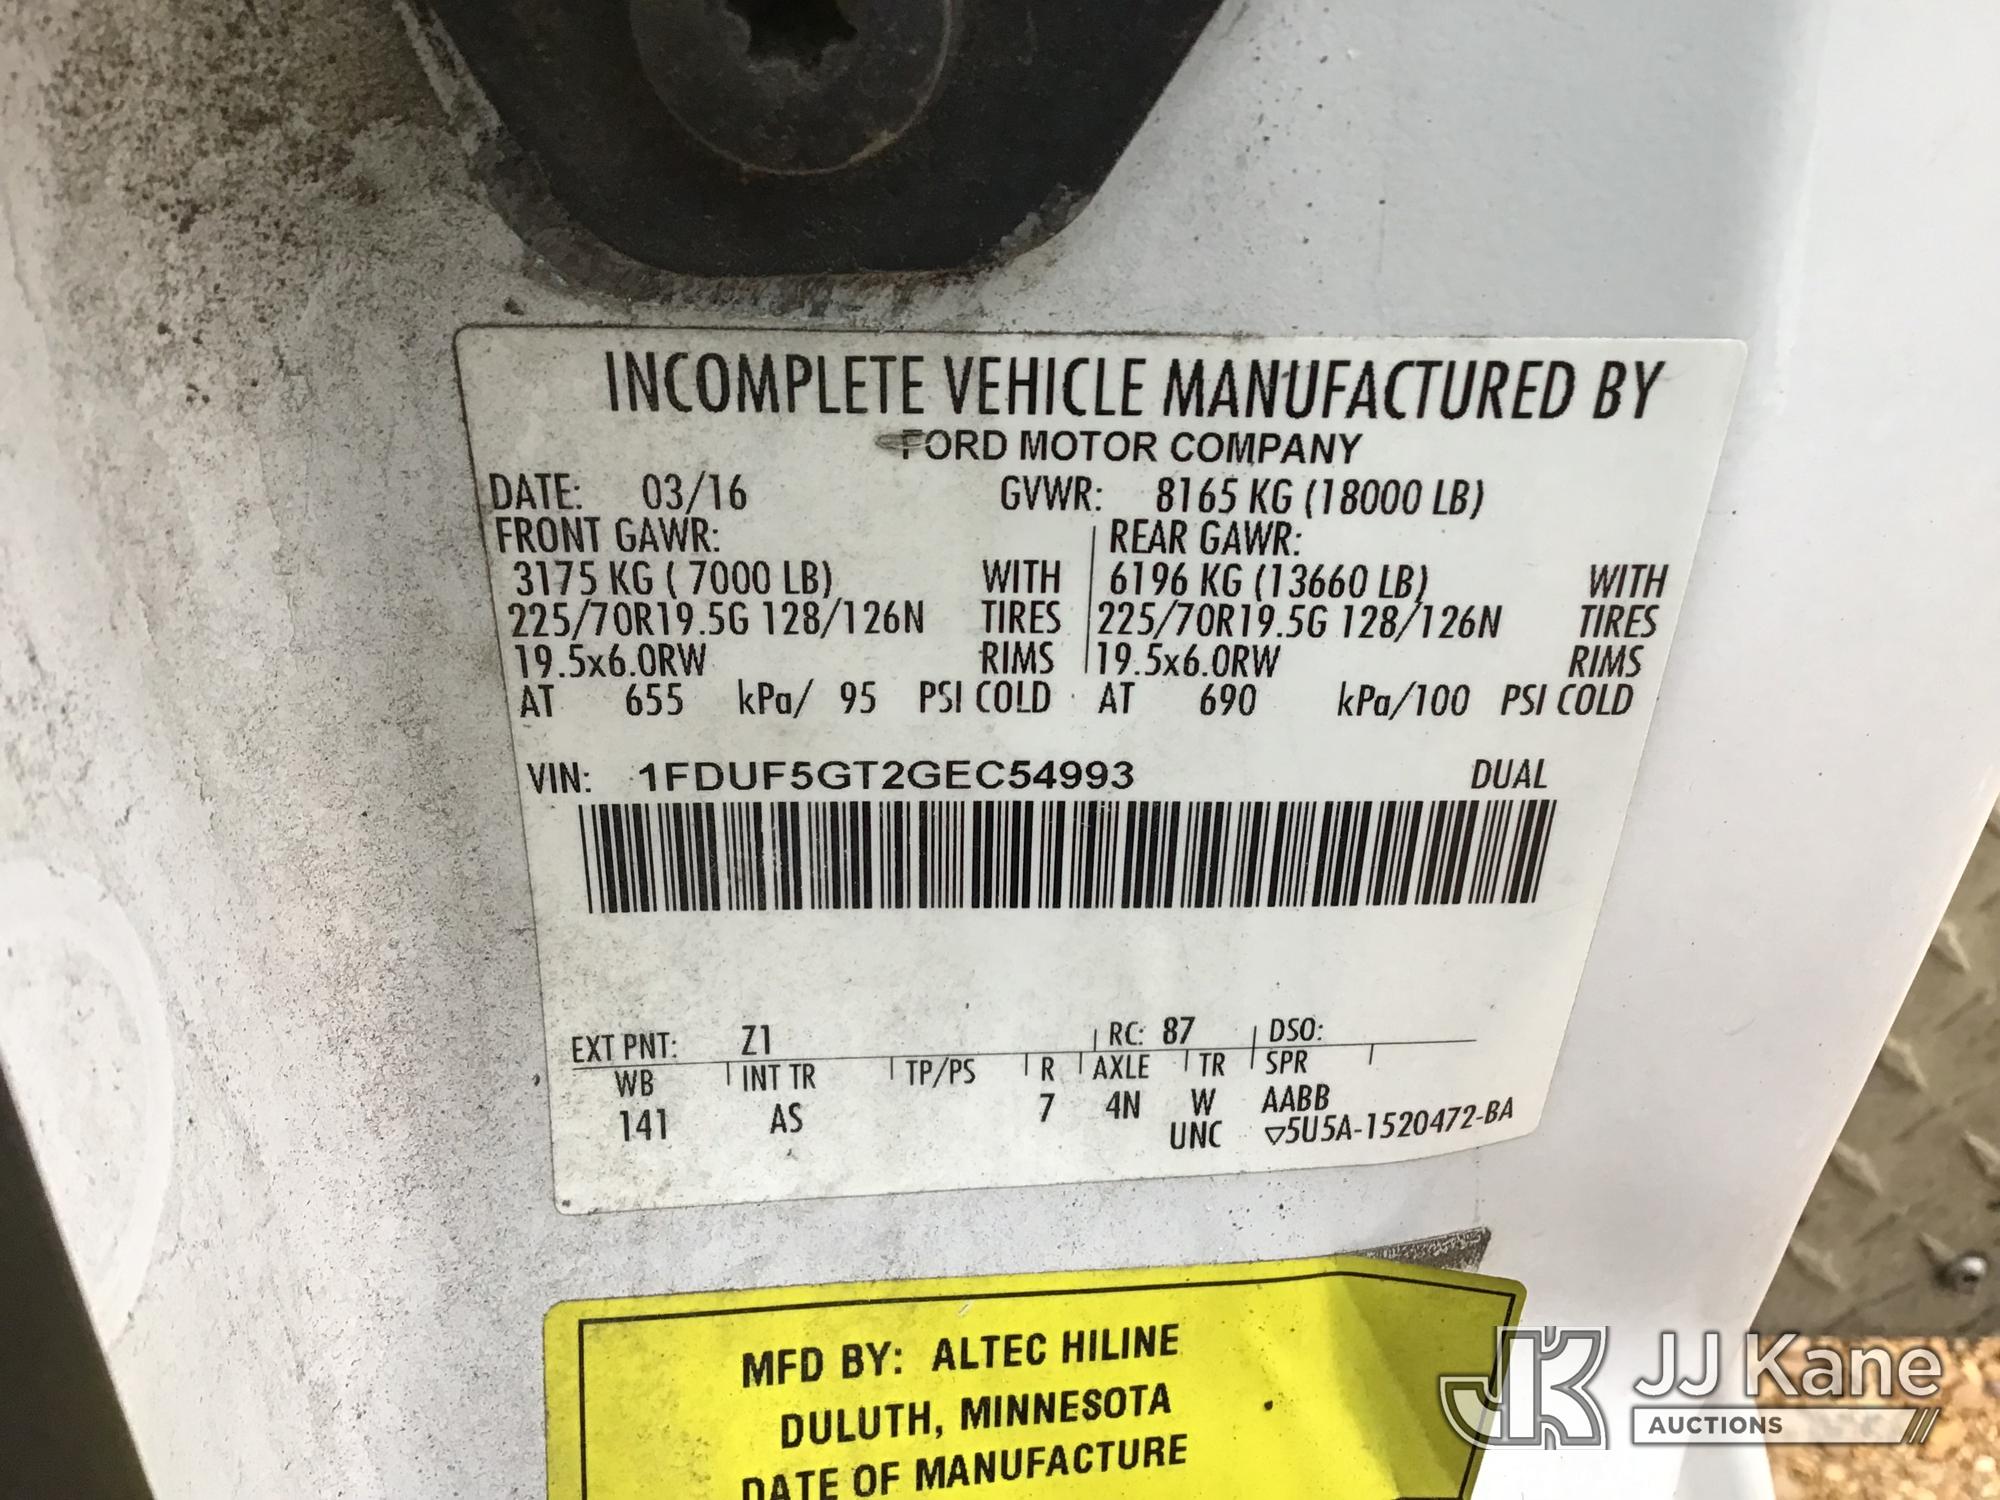 INCOMPLETE VEHICLE MANUFACTURED BY
FORD MOTOR COMPANY
DATE: 03/16 GVWR: 8165 KG (18000 LB)
FRONT GAWR: REAR GAWR:
3175 KG ( 7000 LB) WITH 6196 KG (13660 LB) WITH
225/70R19.5G 128/126N TIRES 225/70R19.5G 128/126N TIRES
19.5x6.0RW RIMS 19.5x6.0RW RIMS
AT 655 kPa/ 95 PSI COLD AT 690 kPa/100 PSI COLD
VIN: 1FDUF5GT2GEC54993 DUAL
EXT PNT: Z1 RC: 87 DSO:
WB INT TR TP/PS R AXLE TR SPR
141 AS 7 4N W AABB
UNC ▽5U5A-1520472-BA
MFD BY: ALTEC HILINE
DULUTH, MINNESOTA
DATE OF MANUFACTURE
JK JJ Kane
AUCTIONS